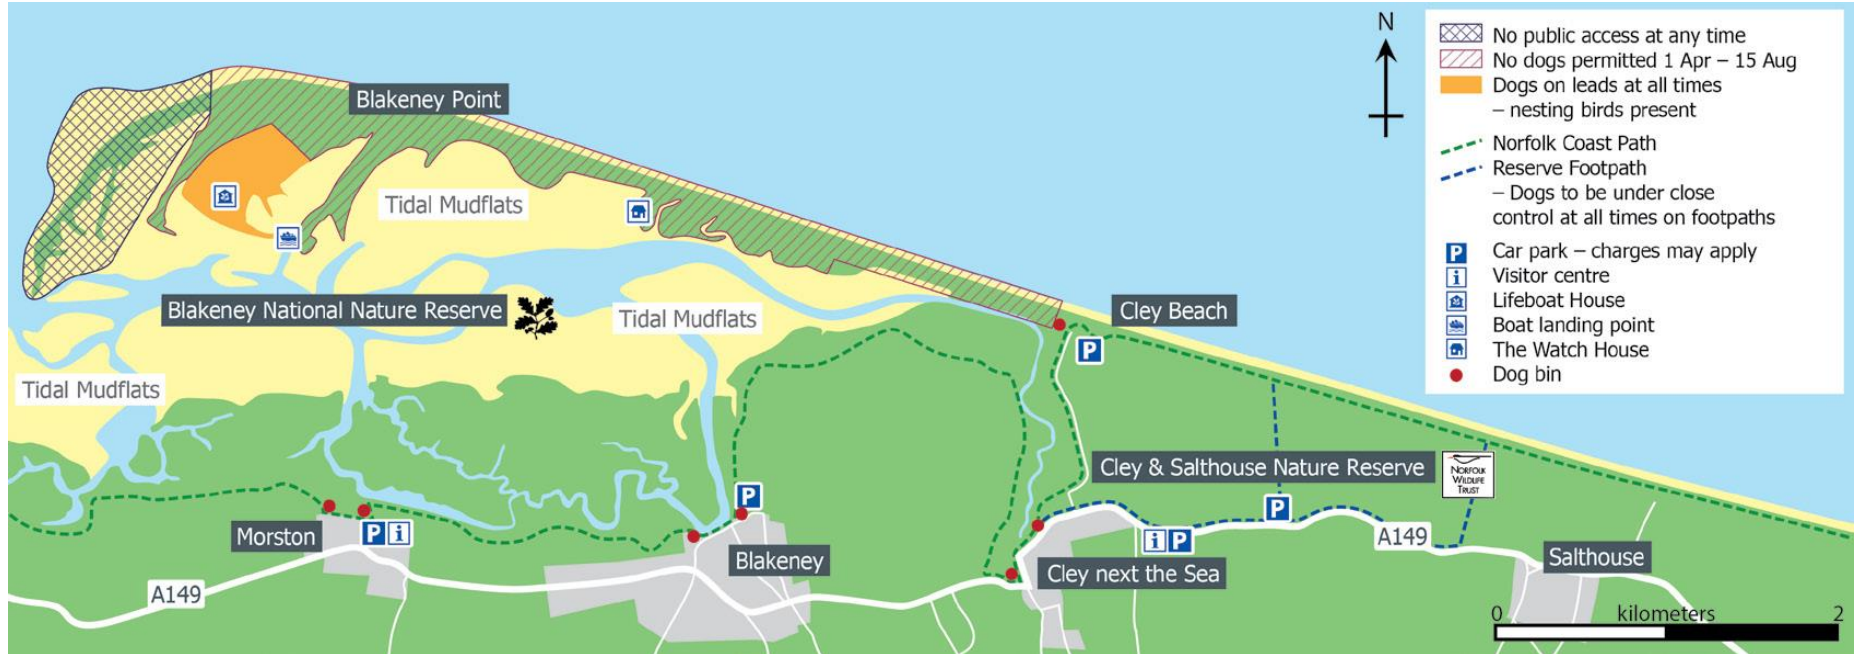 Blakeney Point
Tidal Mudflats
Blakeney National Nature Reserve
Tidal Mudflats
Tidal Mudflats
Cley Beach
Cley & Salthouse Nature Reserve
NORFOLK
WILDLIFE
TRUST
P
P
P
P i
i P
Morston
Blakeney
Cley next the Sea
Salthouse
A149
A149
N
No public access at any time
No dogs permitted 1 Apr – 15 Aug
Dogs on leads at all times
– nesting birds present
Norfolk Coast Path
Reserve Footpath
– Dogs to be under close
control at all times on footpaths
P Car park – charges may apply
i Visitor centre
Lifeboat House
Boat landing point
The Watch House
Dog bin
0 kilometers 2